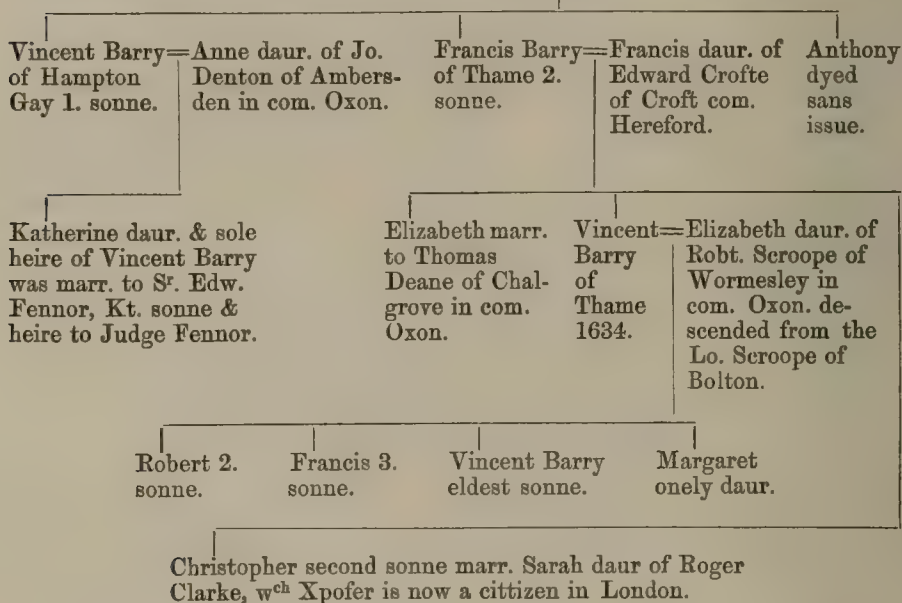 Vincent Barry=
of Hampton
Gay 1. sonne.
Anne daur. of Jo.
Denton of Ambers-
den in com. Oxon.
Francis Barry=
of Thame 2.
sonne.
Francis daur. of
Edward Crofte
of Croft com.
Hereford.
Anthony
dyed
sans
issue.
Katherine daur. & sole
heire of Vincent Barry
was marr. to Sr. Edw.
Fennor, Kt. sonne &
heire to Judge Fennor.
Elizabeth marr.
to Thomas
Deane of Chal-
grove in com.
Oxon.
Vincent=
Barry
of
Thame
1634.
Elizabeth daur. of
Robt. Scroope of
Wormesley in
com. Oxon. de-
scended from the
Lo. Scroope of
Bolton.
Robert 2.
sonne.
Francis 3.
sonne.
Vincent Barry
eldest sonne.
Margaret
onely daur.
Christopher second sonne marr. Sarah daur of Roger
Clarke, wch Xpofer is now a cittizen in London.